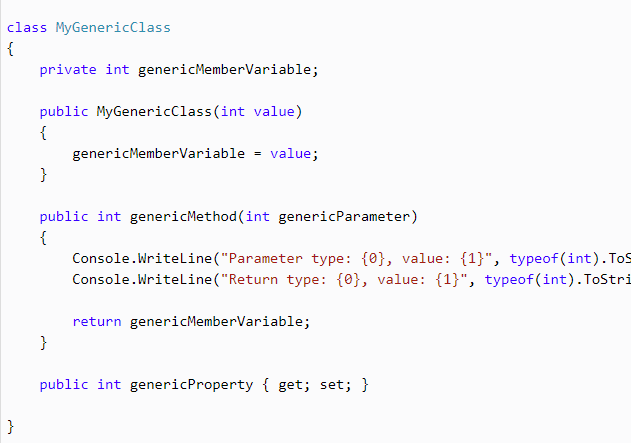 class MyGenericClass
{
    private int genericMemberVariable;

    public MyGenericClass(int value)
    {
        genericMemberVariable = value;
    }

    public int genericMethod(int genericParameter)
    {
        Console.WriteLine("Parameter type: {0}, value: {1}", typeof(int).ToS
        Console.WriteLine("Return type: {0}, value: {1}", typeof(int).ToStri

        return genericMemberVariable;
    }

    public int genericProperty { get; set; }

}